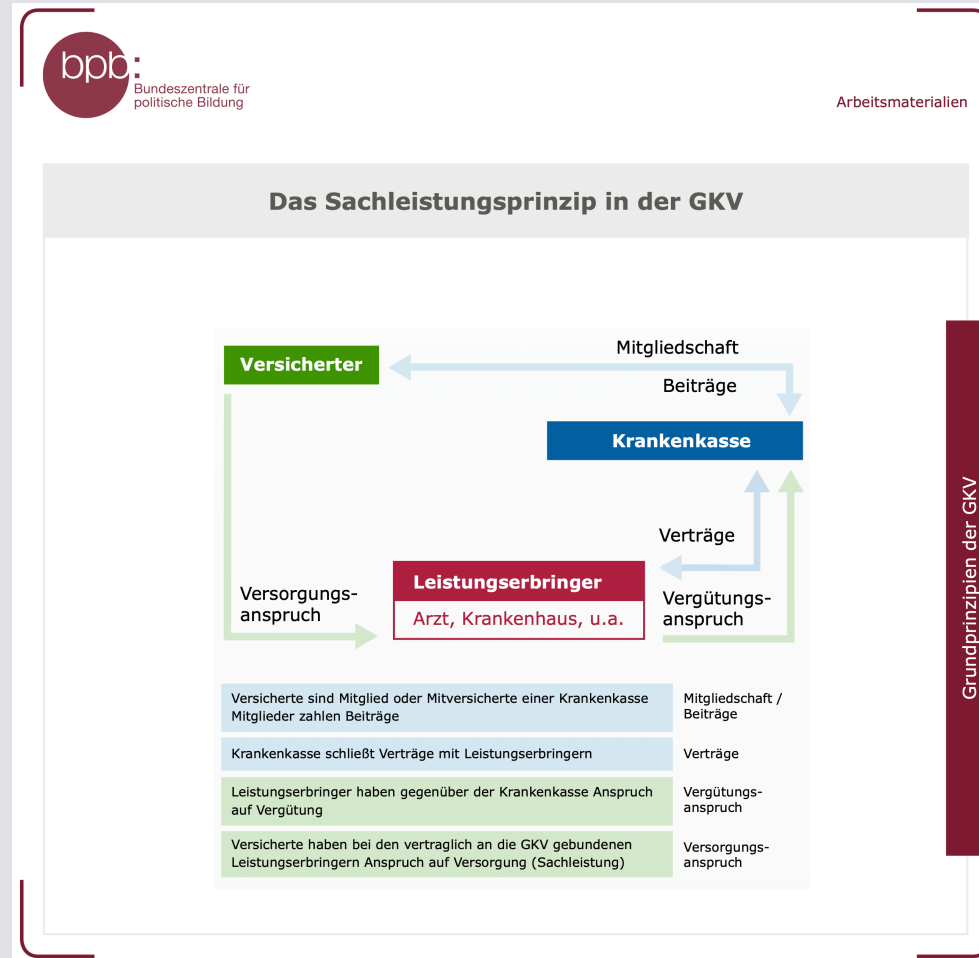 bpb:
Bundeszentrale für
politische Bildung
Arbeitsmaterialien
Das Sachleistungsprinzip in der GKV
Versicherter
Mitgliedschaft
Beiträge
Krankenkasse
Verträge
Leistungserbringer
Arzt, Krankenhaus, u.a.
Versorgungs-
anspruch
Vergütungs-
anspruch
Versicherte sind Mitglied oder Mitversicherte einer Krankenkasse
Mitglieder zahlen Beiträge
Mitgliedschaft /
Beiträge
Krankenkasse schließt Verträge mit Leistungserbringern
Verträge
Leistungserbringer haben gegenüber der Krankenkasse Anspruch
auf Vergütung
Vergütungs-
anspruch
Versicherte haben bei den vertraglich an die GKV gebundenen
Leistungserbringern Anspruch auf Versorgung (Sachleistung)
Versorgungs-
anspruch
Grundprinzipien der GKV